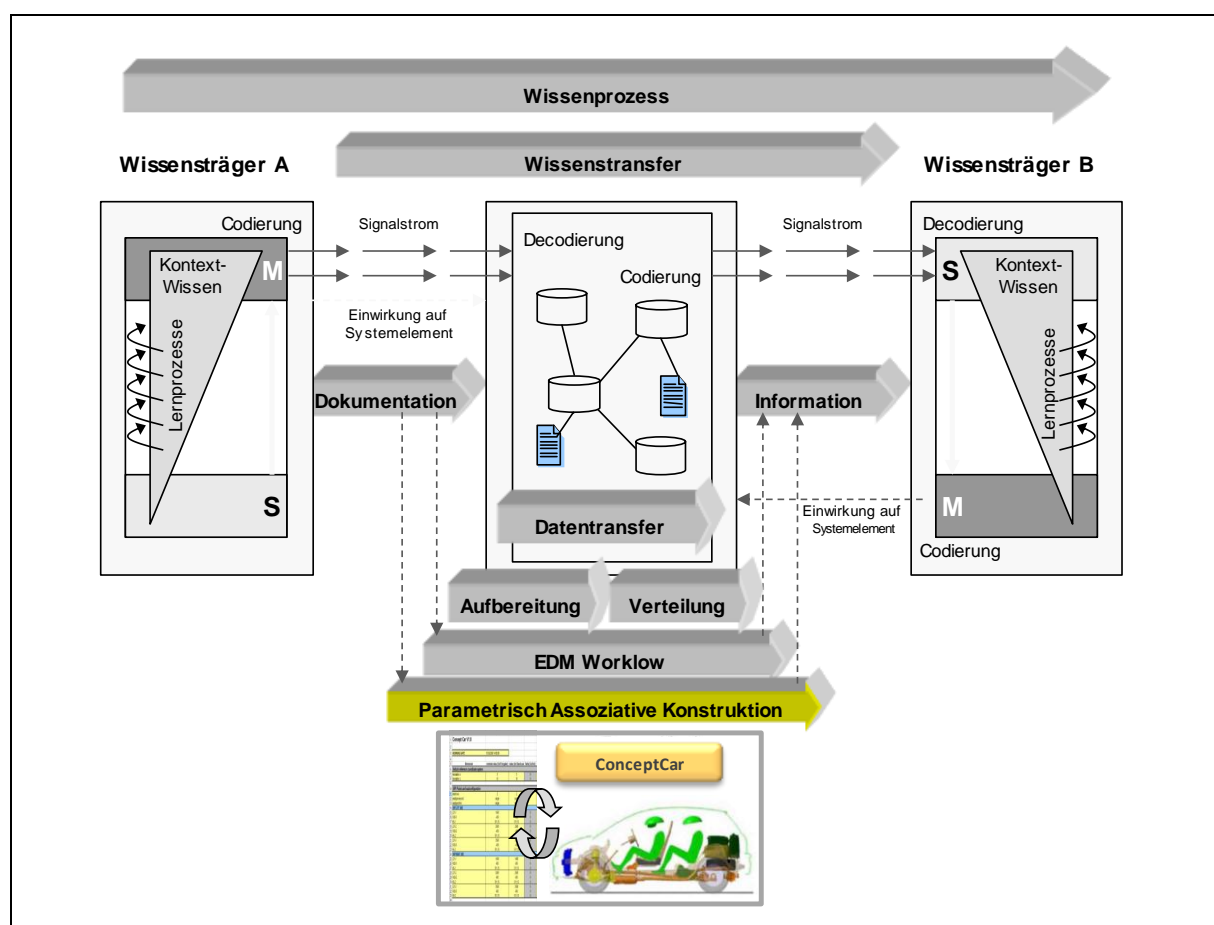 Wissenprozess
Wissenstransfer
Wissensträger A
Wissensträger B
Codierung
Kontext-
Wissen
M
Lernprozesse
S
Signalstrom
Einwirkung auf
Systemelement
Dokumentation
Decodierung
Codierung
Datentransfer
Signalstrom
Information
Einwirkung auf
Systemelement
Decodierung
S
Kontext-
Wissen
Lernprozesse
M
Codierung
Aufbereitung
Verteilung
EDM Worklow
Parametrisch Assoziative Konstruktion
ConceptCar